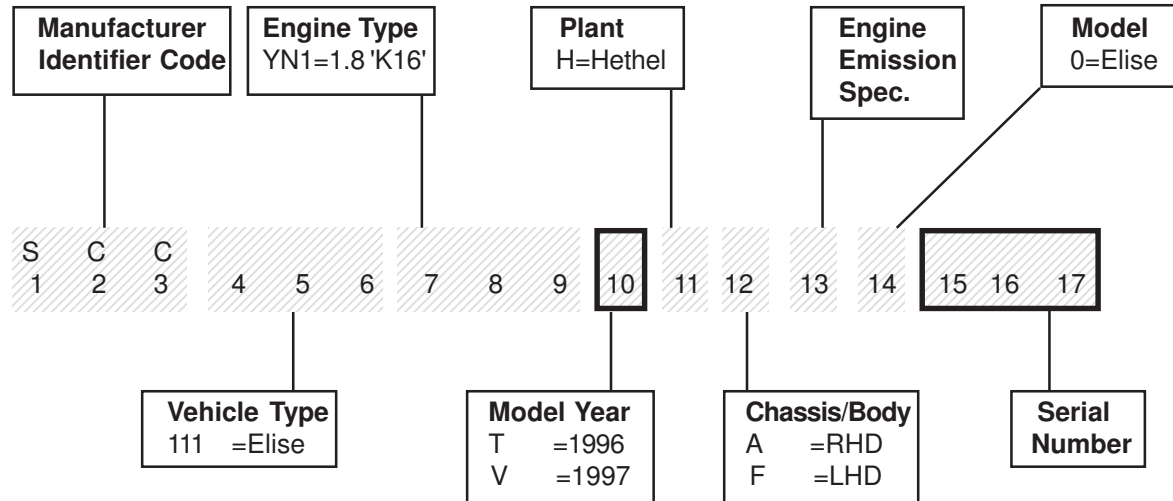 Manufacturer
Identifier Code
Engine Type
YN1=1.8 'K16'
Plant
H=Hethel
Engine
Emission
Spec.
Model
0=Elise
S C C
1 2 3 4 5 6 7 8 9 10 11 12 13 14 15 16 17
Vehicle Type
111 =Elise
Model Year
T =1996
V =1997
Chassis/Body
A =RHD
F =LHD
Serial
Number